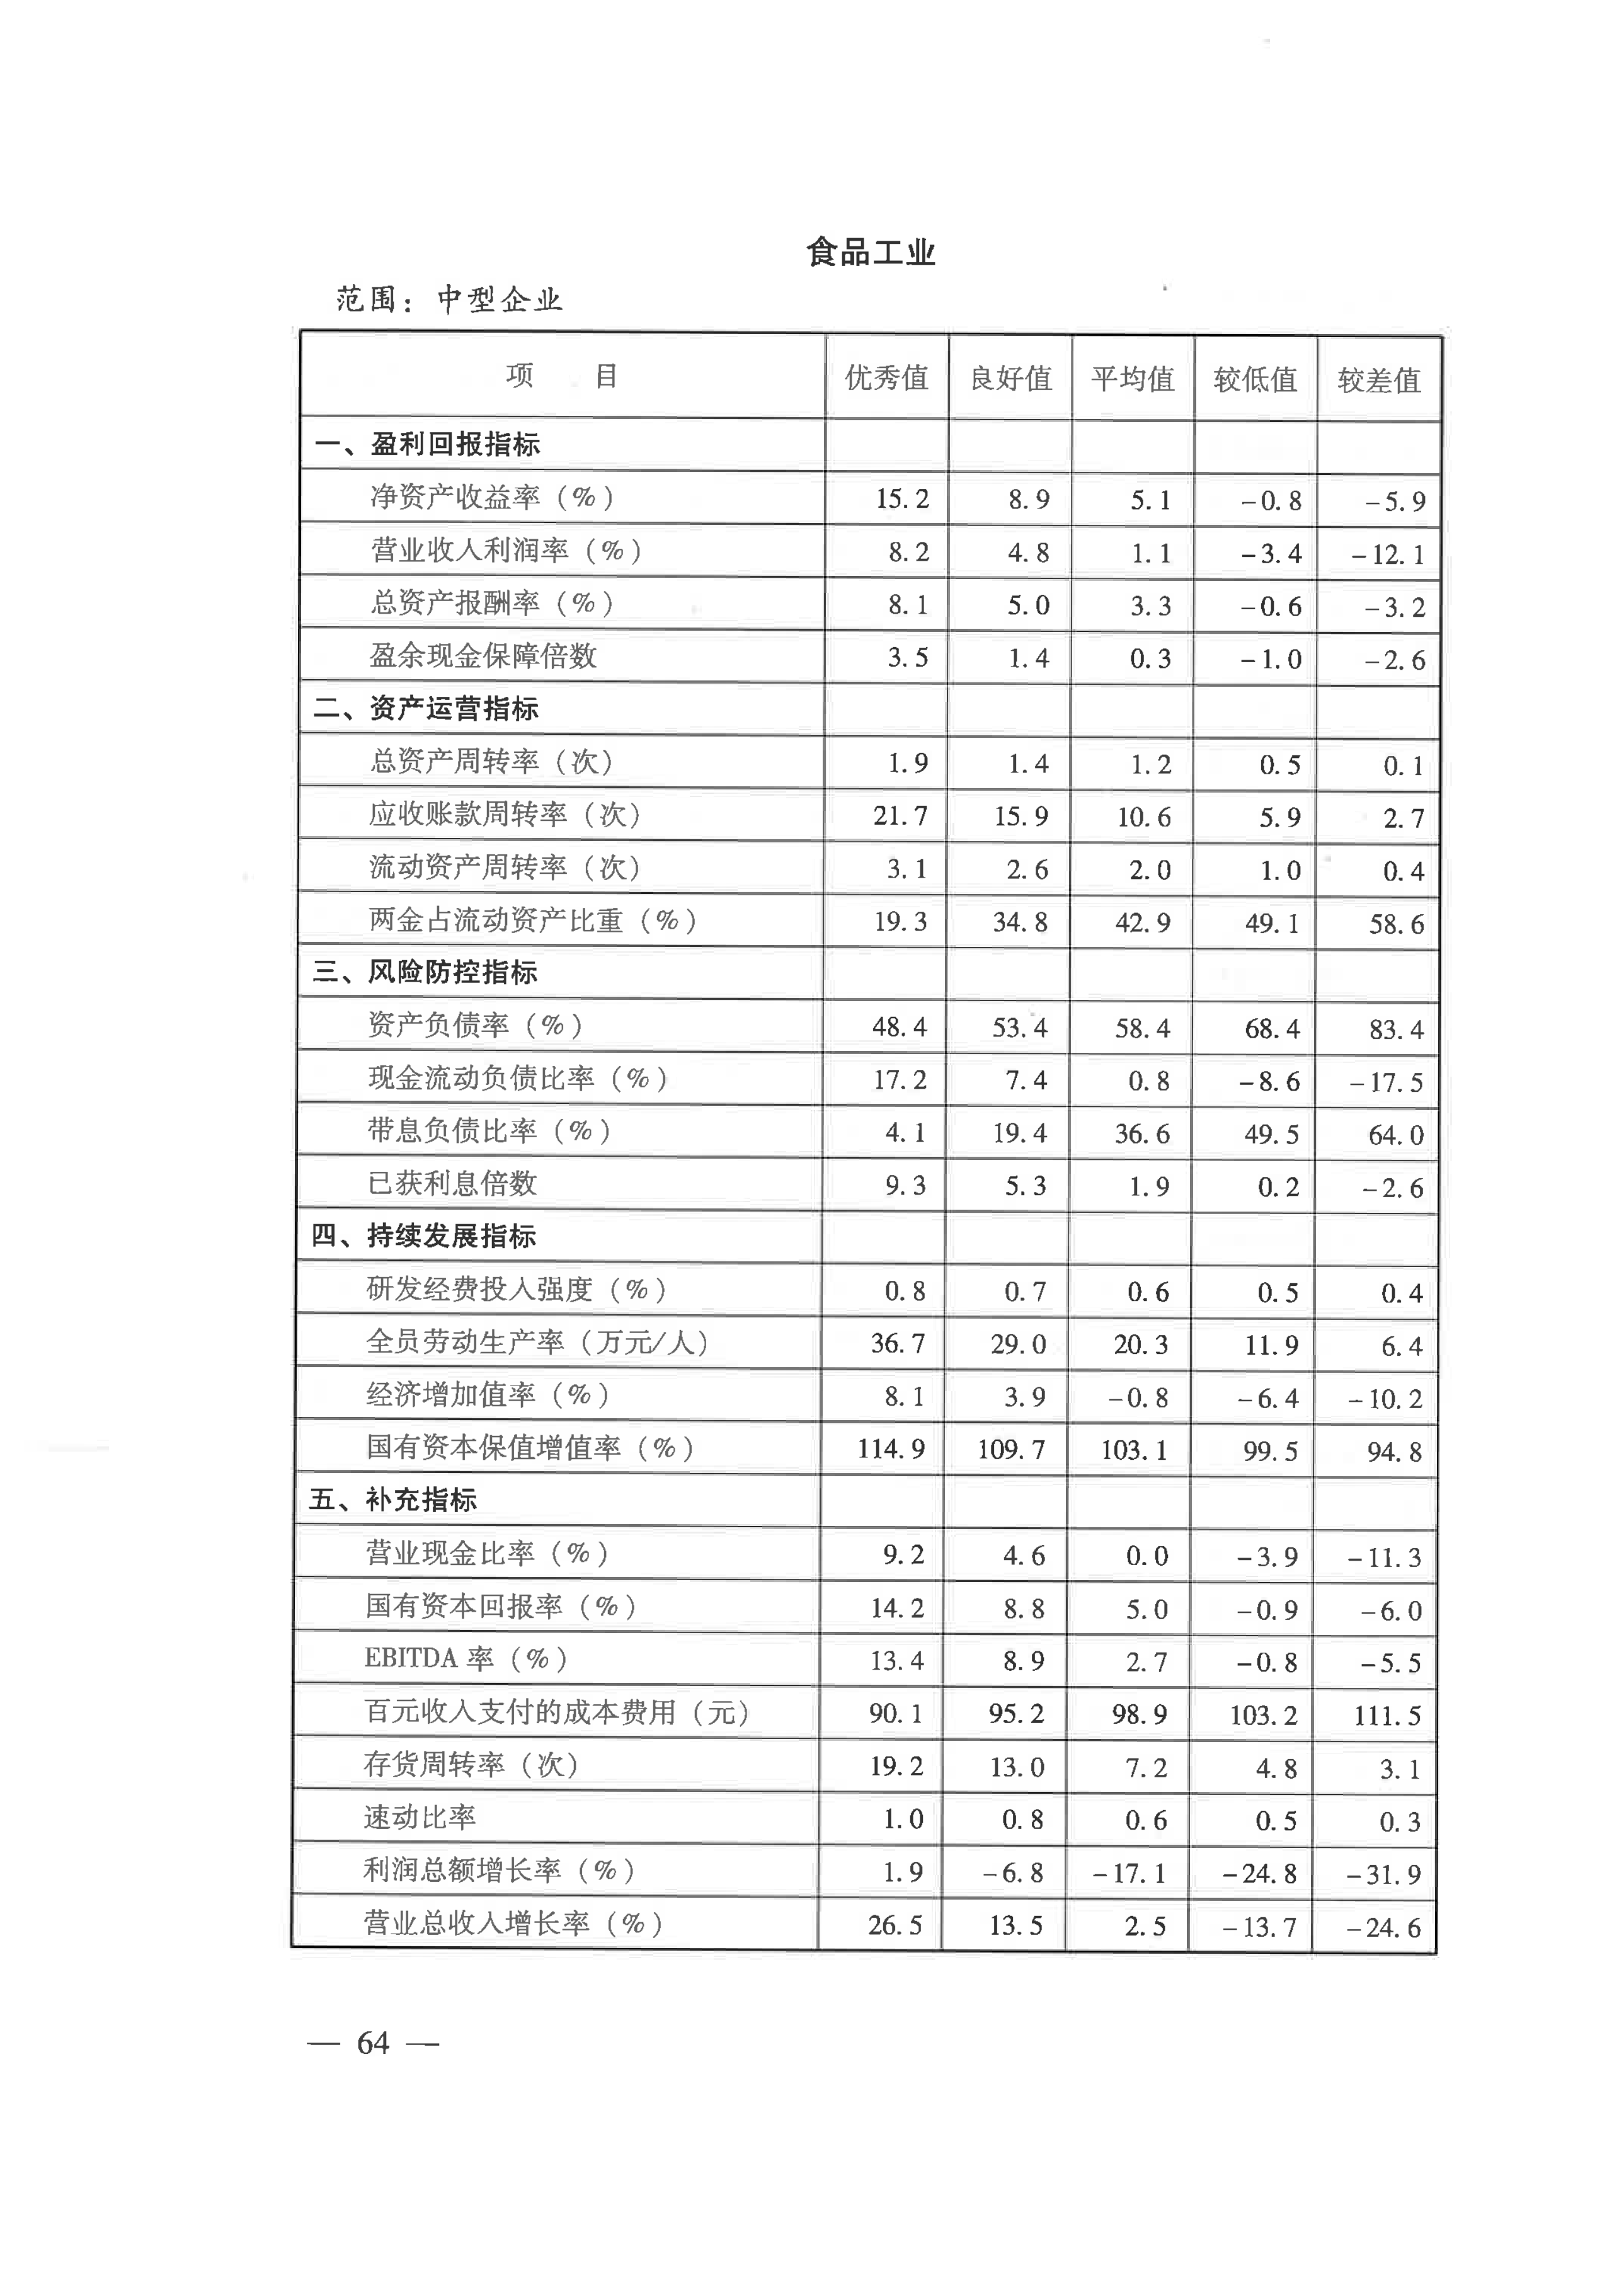 食品工业
范围：中型企业
项 目 优秀值 良好值 平均值 较低值 较差值
一、盈利回报指标
净资产收益率（%） 15.2 8.9 5.1 -0.8 -5.9
营业收入利润率（%） 8.2 4.8 1.1 -3.4 -12.1
总资产报酬率（%） 8.1 5.0 3.3 -0.6 -3.2
盈余现金保障倍数 3.5 1.4 0.3 -1.0 -2.6
二、资产运营指标
总资产周转率（次） 1.9 1.4 1.2 0.5 0.1
应收账款周转率（次） 21.7 15.9 10.6 5.9 2.7
流动资产周转率（次） 3.1 2.6 2.0 1.0 0.4
两金占流动资产比重（%） 19.3 34.8 42.9 49.1 58.6
三、风险防控指标
资产负债率（%） 48.4 53.4 58.4 68.4 83.4
现金流动负债比率（%） 17.2 7.4 0.8 -8.6 -17.5
带息负债比率（%） 4.1 19.4 36.6 49.5 64.0
已获利息倍数 9.3 5.3 1.9 0.2 -2.6
四、持续发展指标
研发经费投入强度（%） 0.8 0.7 0.6 0.5 0.4
全员劳动生产率（万元/人） 36.7 29.0 20.3 11.9 6.4
经济增加值率（%） 8.1 3.9 -0.8 -6.4 -10.2
国有资本保值增值率（%） 114.9 109.7 103.1 99.5 94.8
五、补充指标
营业现金比率（%） 9.2 4.6 0.0 -3.9 -11.3
国有资本回报率（%） 14.2 8.8 5.0 -0.9 -6.0
EBITDA 率（%） 13.4 8.9 2.7 -0.8 -5.5
百元收入支付的成本费用（元） 90.1 95.2 98.9 103.2 111.5
存货周转率（次） 19.2 13.0 7.2 4.8 3.1
速动比率 1.0 0.8 0.6 0.5 0.3
利润总额增长率（%） 1.9 -6.8 -17.1 -24.8 -31.9
营业总收入增长率（%） 26.5 13.5 2.5 -13.7 -24.6
— 64 —